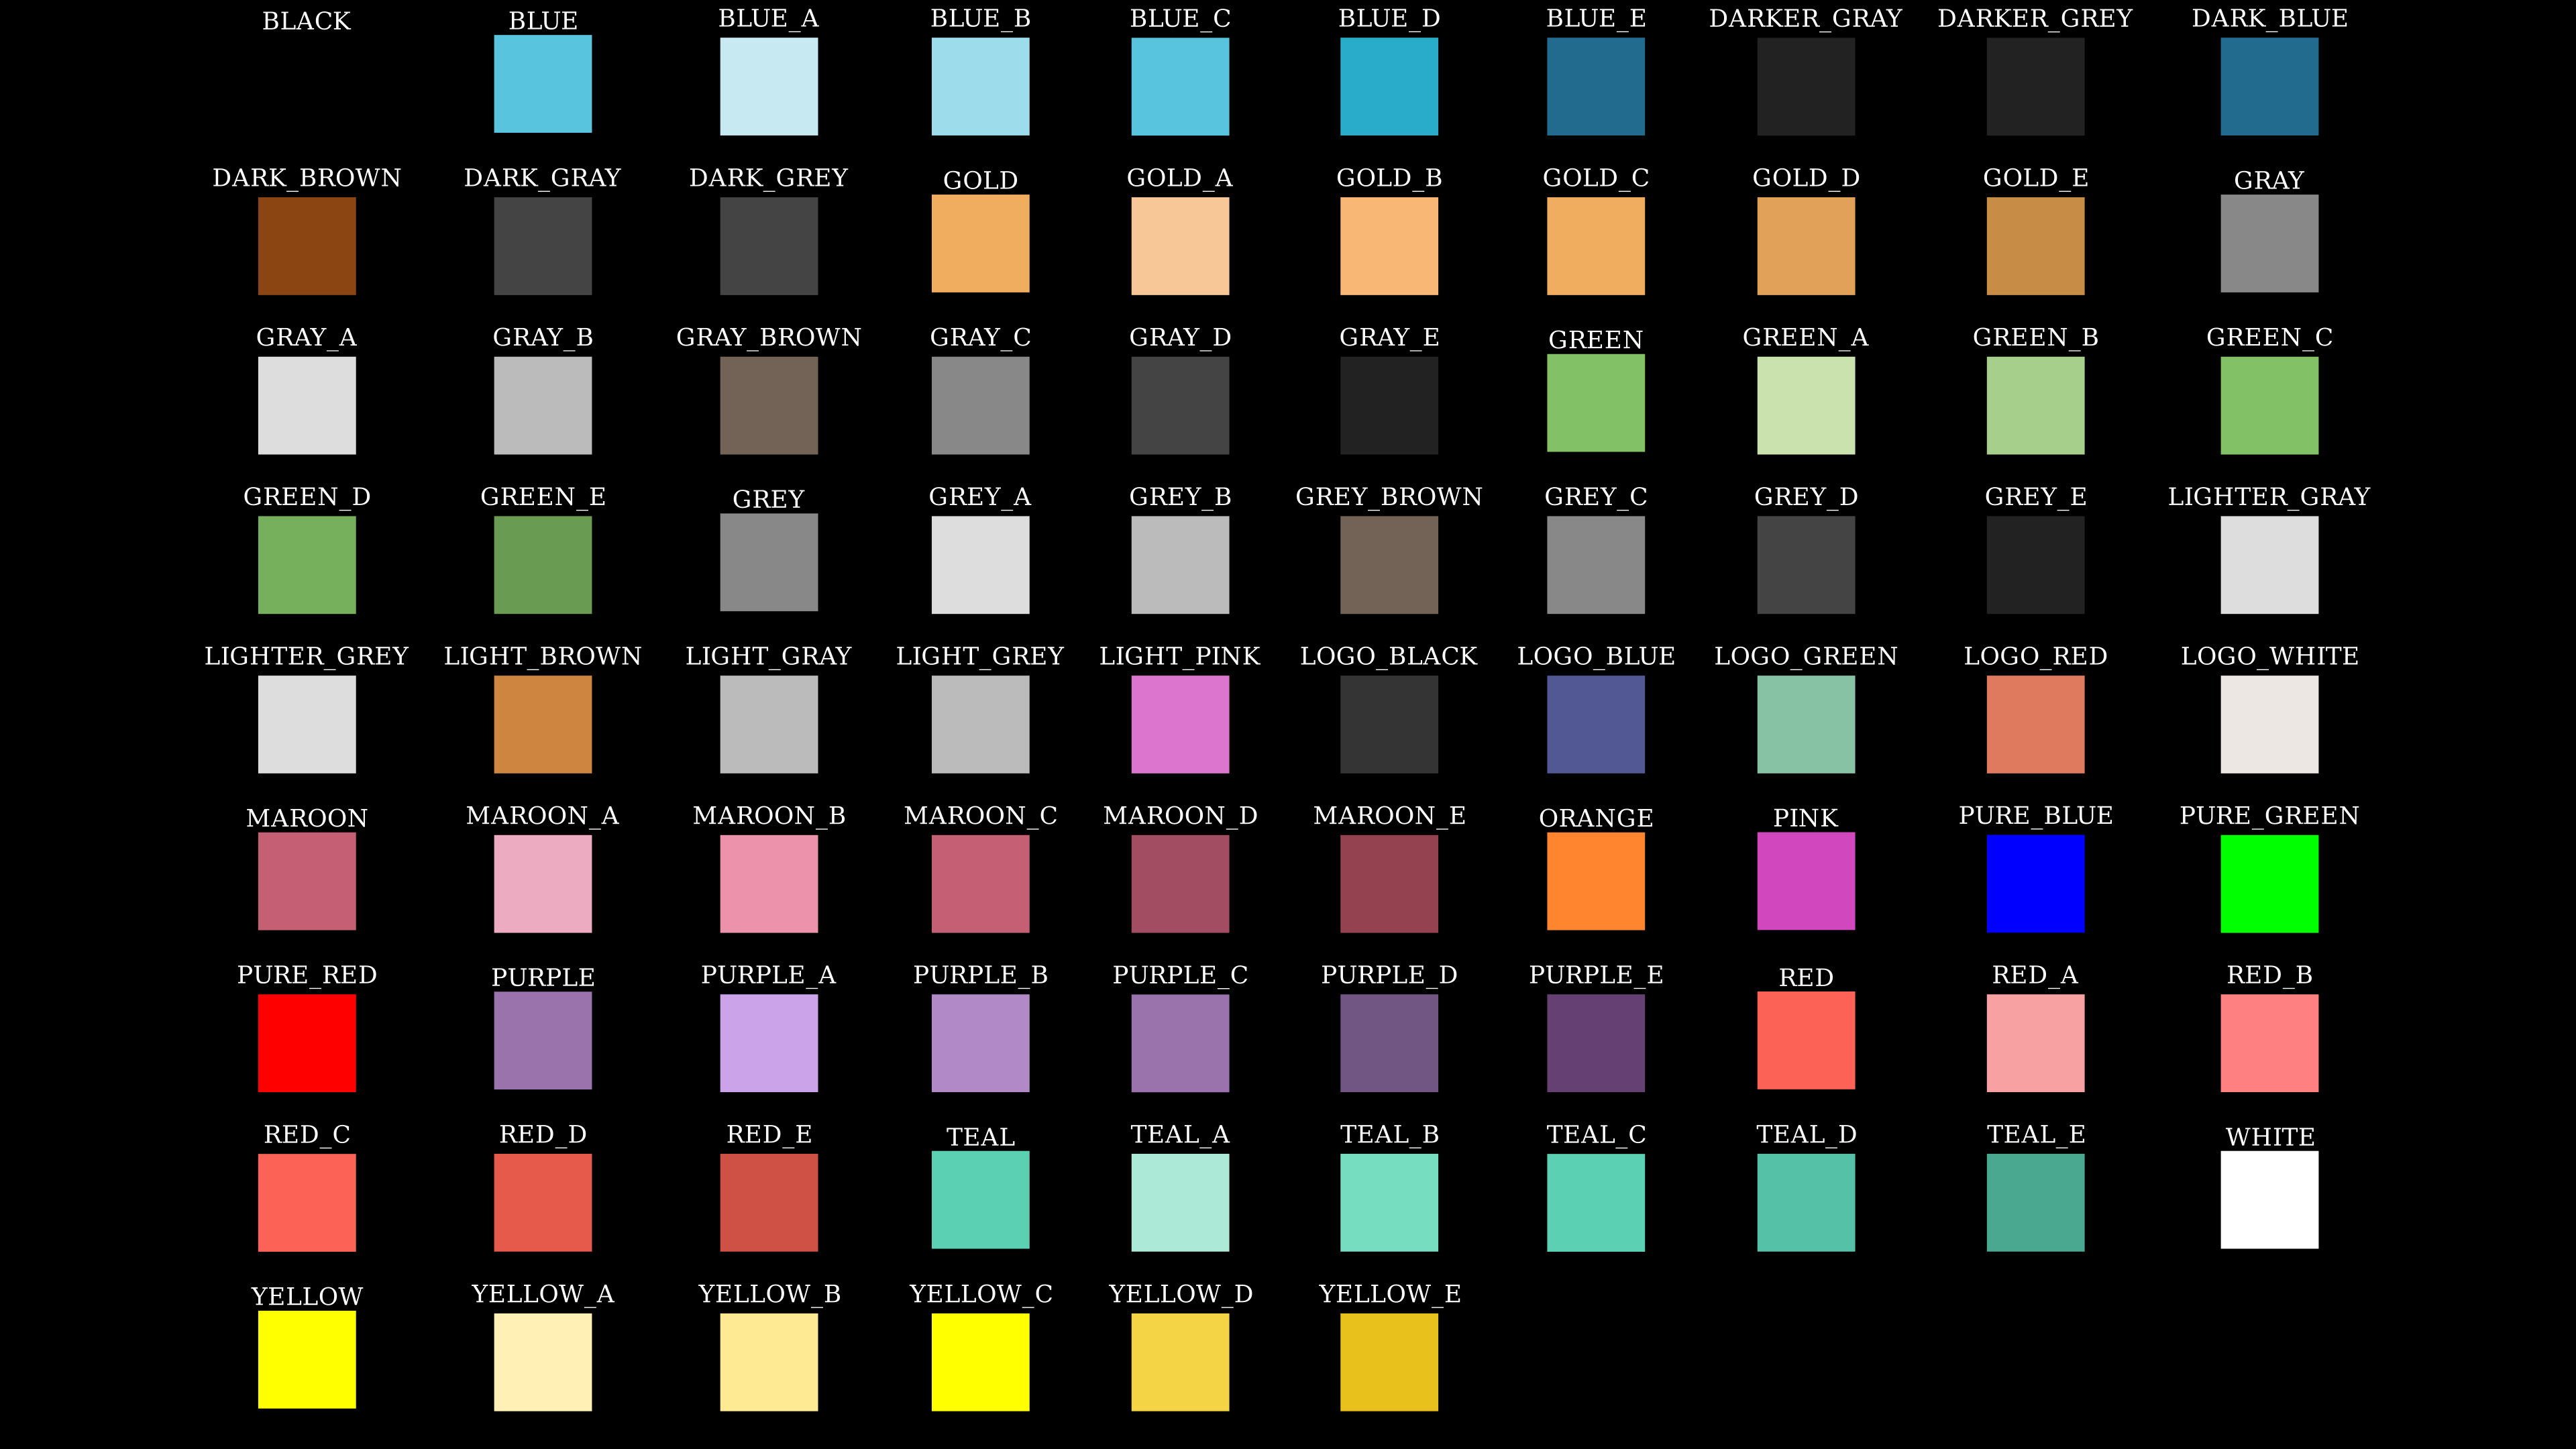 BLACK BLUE BLUE_A BLUE_B BLUE_C BLUE_D BLUE_E DARKER_GRAY DARKER_GREY DARK_BLUE
DARK_BROWN DARK_GRAY DARK_GREY GOLD GOLD_A GOLD_B GOLD_C GOLD_D GOLD_E GRAY
GRAY_A GRAY_B GRAY_BROWN GRAY_C GRAY_D GRAY_E GREEN GREEN_A GREEN_B GREEN_C
GREEN_D GREEN_E GREY GREY_A GREY_B GREY_BROWN GREY_C GREY_D GREY_E LIGHTER_GRAY
LIGHTER_GREY LIGHT_BROWN LIGHT_GRAY LIGHT_GREY LIGHT_PINK LOGO_BLACK LOGO_BLUE LOGO_GREEN LOGO_RED LOGO_WHITE
MAROON MAROON_A MAROON_B MAROON_C MAROON_D MAROON_E ORANGE PINK PURE_BLUE PURE_GREEN
PURE_RED PURPLE PURPLE_A PURPLE_B PURPLE_C PURPLE_D PURPLE_E RED RED_A RED_B
RED_C RED_D RED_E TEAL TEAL_A TEAL_B TEAL_C TEAL_D TEAL_E WHITE
YELLOW YELLOW_A YELLOW_B YELLOW_C YELLOW_D YELLOW_E